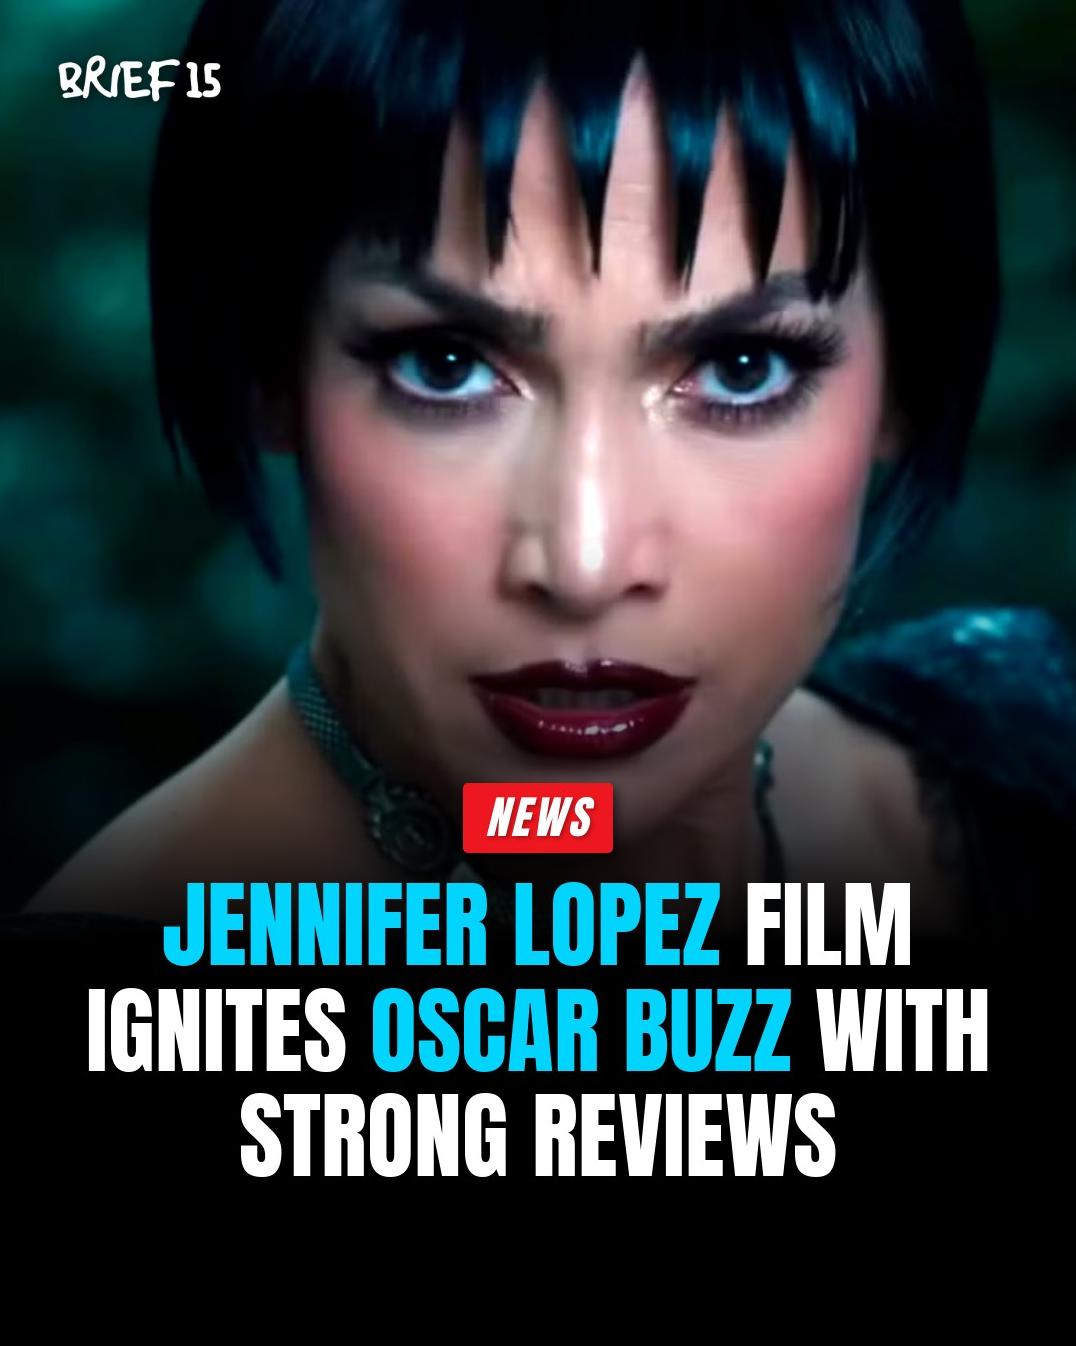 BRIEF 15
NEWS
JENNIFER LOPEZ FILM
IGNITES OSCAR BUZZ WITH
STRONG REVIEWS